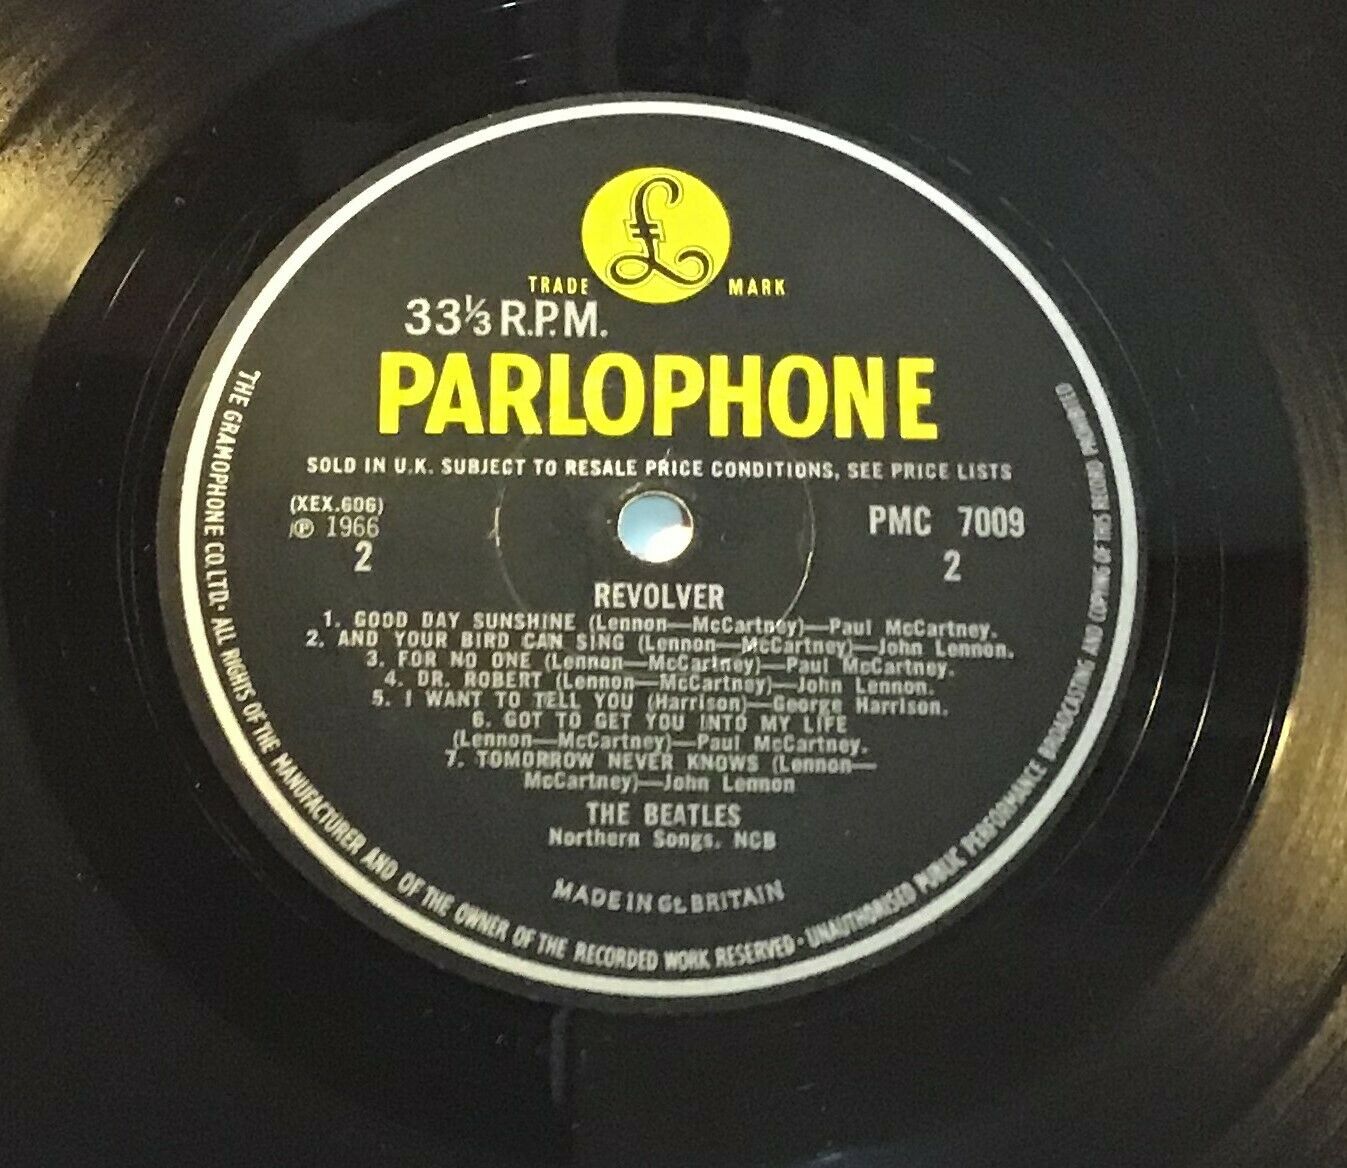 £
TRADE MARK
33⅓ R.P.M.
PARLOPHONE
SOLD IN U.K. SUBJECT TO RESALE PRICE CONDITIONS, SEE PRICE LISTS
(XEX.606)
℗ 1966
2
PMC 7009
2
REVOLVER
1. GOOD DAY SUNSHINE (Lennon—McCartney)—Paul McCartney.
2. AND YOUR BIRD CAN SING (Lennon—McCartney)—John Lennon.
3. FOR NO ONE (Lennon—McCartney)—Paul McCartney.
4. DR. ROBERT (Lennon—McCartney)—John Lennon.
5. I WANT TO TELL YOU (Harrison)—George Harrison.
6. GOT TO GET YOU INTO MY LIFE
(Lennon—McCartney)—Paul McCartney.
7. TOMORROW NEVER KNOWS (Lennon—
McCartney)—John Lennon
THE BEATLES
Northern Songs. NCB
MADE IN Gt. BRITAIN
THE GRAMOPHONE CO. LTD. · ALL RIGHTS OF THE MANUFACTURER AND OF THE OWNER OF THE RECORDED WORK RESERVED · UNAUTHORISED PUBLIC PERFORMANCE BROADCASTING AND COPYING OF THIS RECORD PROHIBITED